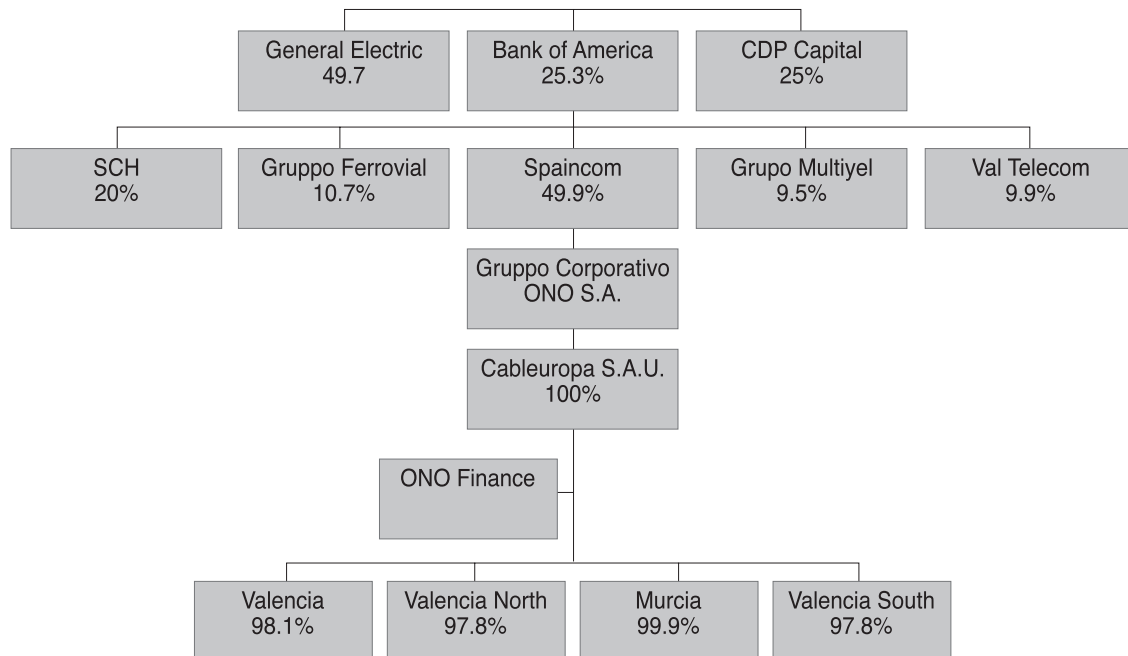 General Electric
49.7
Bank of America
25.3%
CDP Capital
25%
SCH
20%
Gruppo Ferrovial
10.7%
Spaincom
49.9%
Grupo Multiyel
9.5%
Val Telecom
9.9%
Gruppo Corporativo
ONO S.A.
Cableuropa S.A.U.
100%
ONO Finance
Valencia
98.1%
Valencia North
97.8%
Murcia
99.9%
Valencia South
97.8%